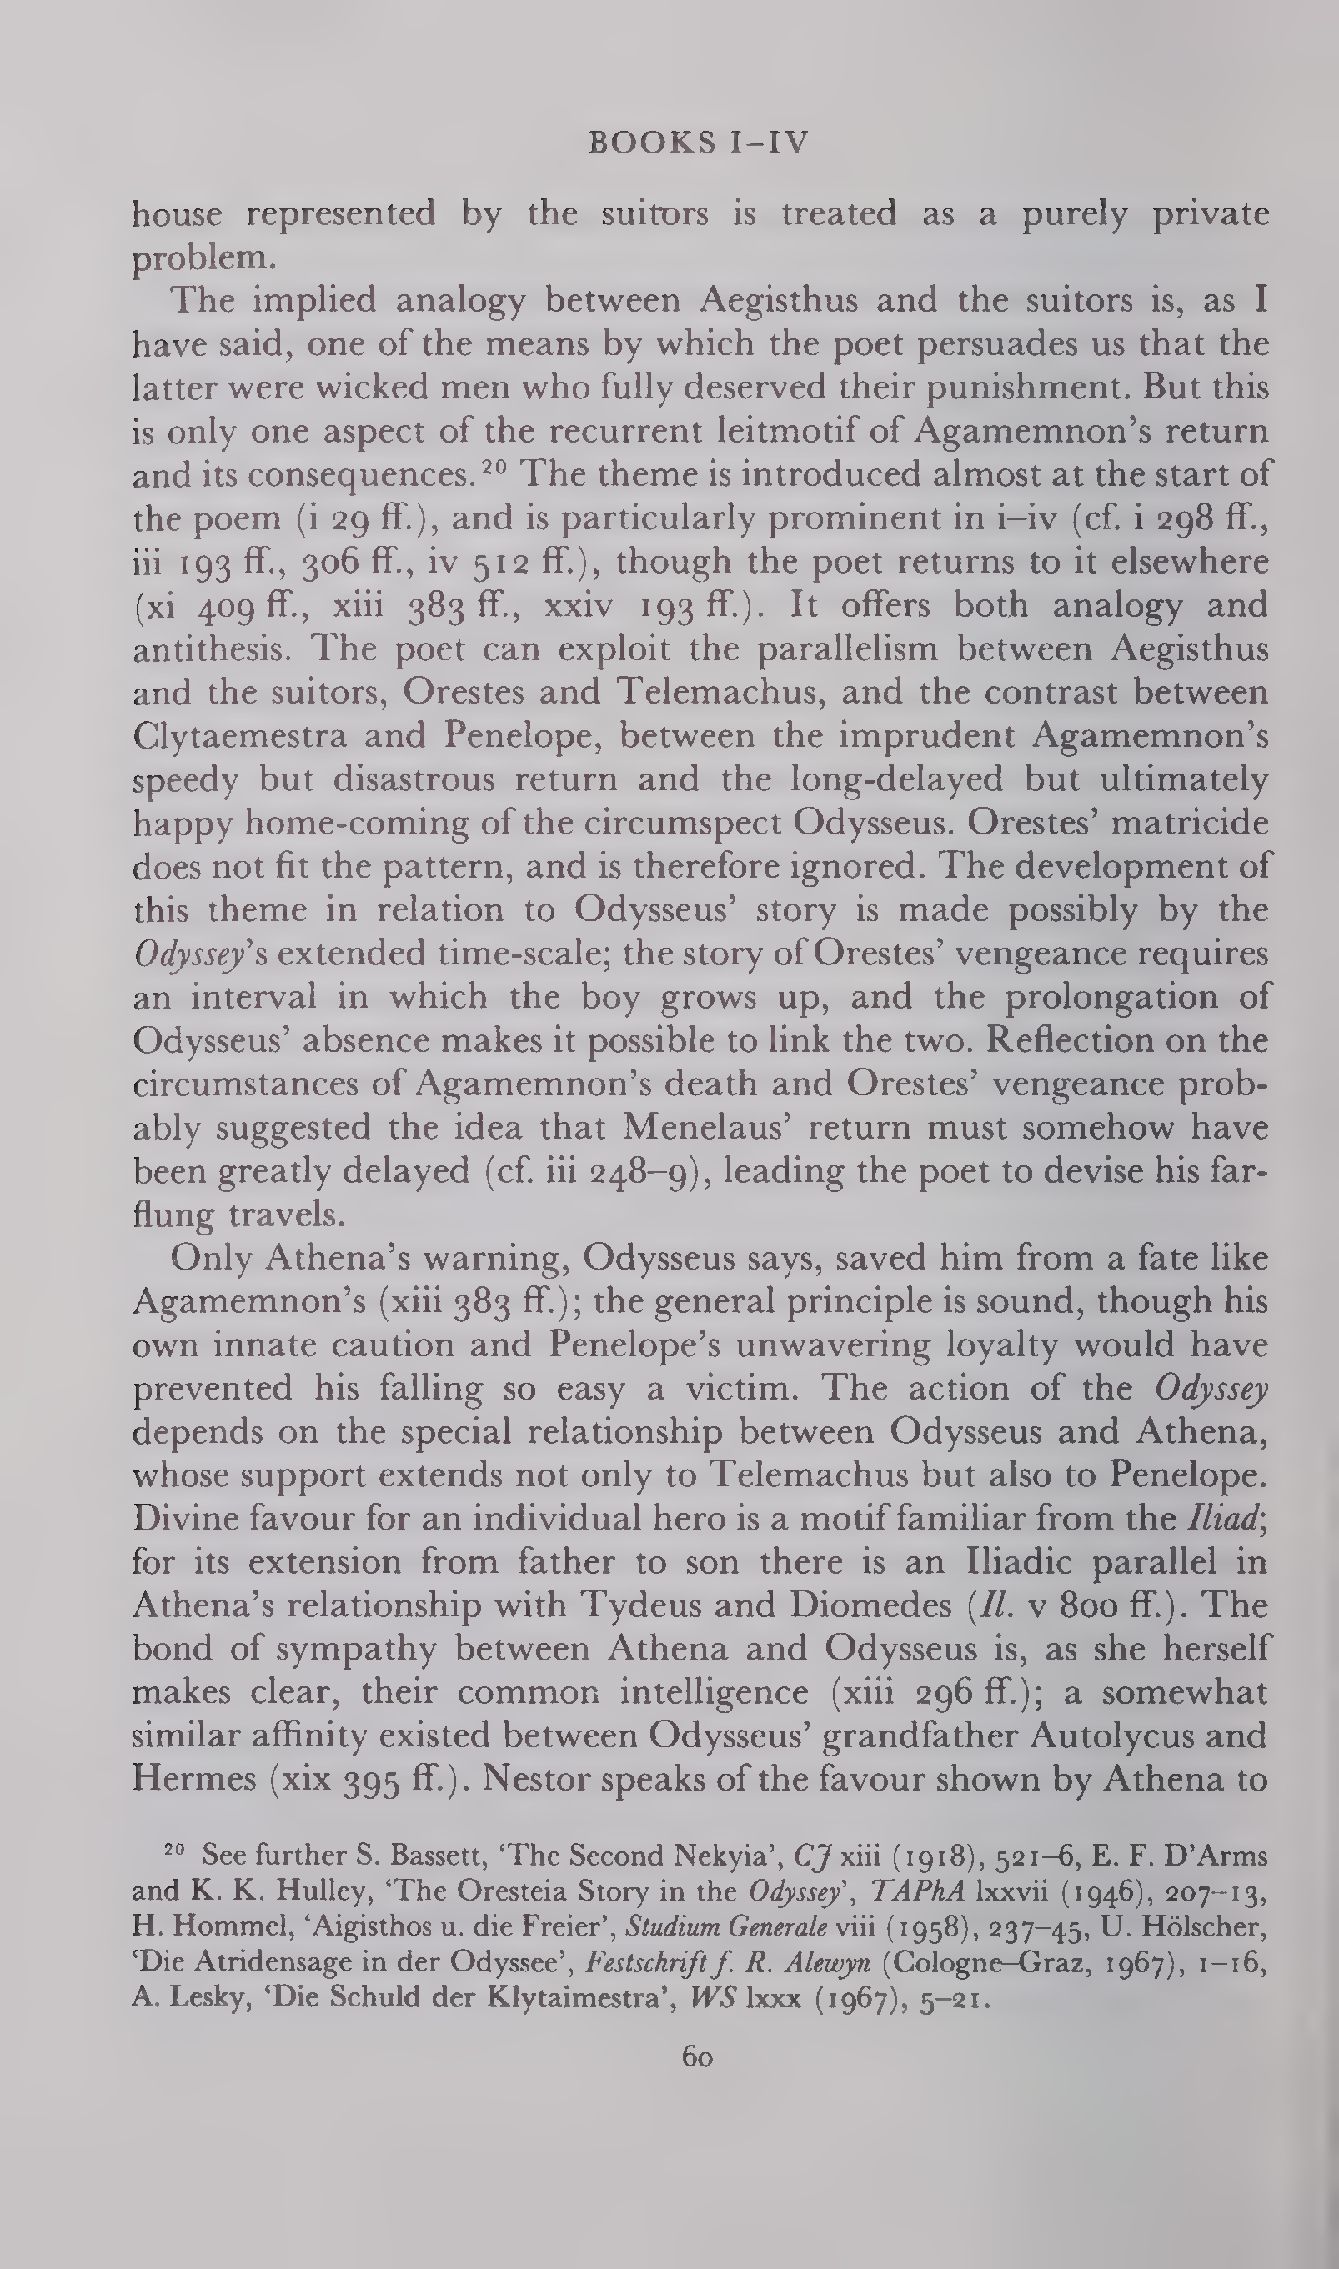 BOOKS I–IV
house represented by the suitors is treated as a purely private
problem.
The implied analogy between Aegisthus and the suitors is, as I
have said, one of the means by which the poet persuades us that the
latter were wicked men who fully deserved their punishment. But this
is only one aspect of the recurrent leitmotif of Agamemnon's return
and its consequences.²⁰ The theme is introduced almost at the start of
the poem (i 29 ff.), and is particularly prominent in i–iv (cf. i 298 ff.,
iii 193 ff., 306 ff., iv 512 ff.), though the poet returns to it elsewhere
(xi 409 ff., xiii 383 ff., xxiv 193 ff.). It offers both analogy and
antithesis. The poet can exploit the parallelism between Aegisthus
and the suitors, Orestes and Telemachus, and the contrast between
Clytaemestra and Penelope, between the imprudent Agamemnon's
speedy but disastrous return and the long-delayed but ultimately
happy home-coming of the circumspect Odysseus. Orestes' matricide
does not fit the pattern, and is therefore ignored. The development of
this theme in relation to Odysseus' story is made possibly by the
Odyssey's extended time-scale; the story of Orestes' vengeance requires
an interval in which the boy grows up, and the prolongation of
Odysseus' absence makes it possible to link the two. Reflection on the
circumstances of Agamemnon's death and Orestes' vengeance prob-
ably suggested the idea that Menelaus' return must somehow have
been greatly delayed (cf. iii 248–9), leading the poet to devise his far-
flung travels.
Only Athena's warning, Odysseus says, saved him from a fate like
Agamemnon's (xiii 383 ff.); the general principle is sound, though his
own innate caution and Penelope's unwavering loyalty would have
prevented his falling so easy a victim. The action of the Odyssey
depends on the special relationship between Odysseus and Athena,
whose support extends not only to Telemachus but also to Penelope.
Divine favour for an individual hero is a motif familiar from the Iliad;
for its extension from father to son there is an Iliadic parallel in
Athena's relationship with Tydeus and Diomedes (Il. v 800 ff.). The
bond of sympathy between Athena and Odysseus is, as she herself
makes clear, their common intelligence (xiii 296 ff.); a somewhat
similar affinity existed between Odysseus' grandfather Autolycus and
Hermes (xix 395 ff.). Nestor speaks of the favour shown by Athena to
²⁰ See further S. Bassett, 'The Second Nekyia', CJ xiii (1918), 521–6, E. F. D'Arms
and K. K. Hulley, 'The Oresteia Story in the Odyssey', TAPhA lxxvii (1946), 207–13,
H. Hommel, 'Aigisthos u. die Freier', Studium Generale viii (1958), 237–45, U. Hölscher,
'Die Atridensage in der Odyssee', Festschrift f. R. Alewyn (Cologne–Graz, 1967), 1–16,
A. Lesky, 'Die Schuld der Klytaimestra', WS lxxx (1967), 5–21.
60